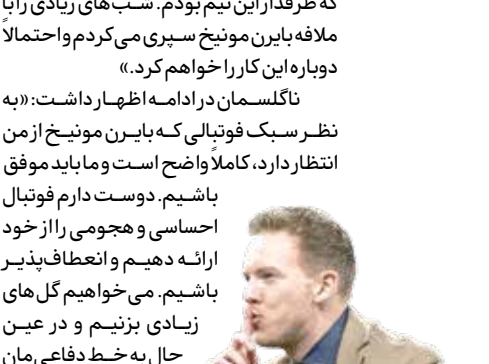 که طرفدار این تیم بودم. شب‌های زیادی را با
ملافه بایرن مونیخ سپری می‌کردم و احتمالاً
دوباره این کار را خواهم کرد.»
ناگلسمان در ادامه اظهار داشت: «به
نظر سبک فوتبالی که بایرن مونیخ از من
انتظار دارد، کاملاً واضح است و ما باید موفق
باشیم. دوست دارم فوتبال
احساسی و هجومی را از خود
ارائه دهیم و انعطاف‌پذیر
باشیم. می‌خواهیم گل‌های
زیادی بزنیم و در عین
حال به خط دفاعی‌مان